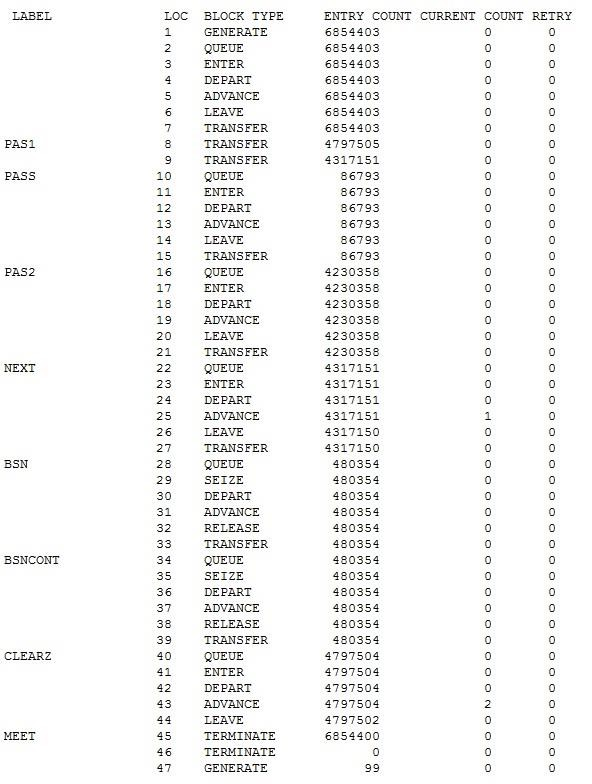 LABEL LOC BLOCK TYPE ENTRY COUNT CURRENT COUNT RETRY
1 GENERATE 6854403 0 0
2 QUEUE 6854403 0 0
3 ENTER 6854403 0 0
4 DEPART 6854403 0 0
5 ADVANCE 6854403 0 0
6 LEAVE 6854403 0 0
7 TRANSFER 6854403 0 0
PAS1 8 TRANSFER 4797505 0 0
9 TRANSFER 4317151 0 0
PASS 10 QUEUE 86793 0 0
11 ENTER 86793 0 0
12 DEPART 86793 0 0
13 ADVANCE 86793 0 0
14 LEAVE 86793 0 0
15 TRANSFER 86793 0 0
PAS2 16 QUEUE 4230358 0 0
17 ENTER 4230358 0 0
18 DEPART 4230358 0 0
19 ADVANCE 4230358 0 0
20 LEAVE 4230358 0 0
21 TRANSFER 4230358 0 0
NEXT 22 QUEUE 4317151 0 0
23 ENTER 4317151 0 0
24 DEPART 4317151 0 0
25 ADVANCE 4317151 1 0
26 LEAVE 4317150 0 0
27 TRANSFER 4317150 0 0
BSN 28 QUEUE 480354 0 0
29 SEIZE 480354 0 0
30 DEPART 480354 0 0
31 ADVANCE 480354 0 0
32 RELEASE 480354 0 0
33 TRANSFER 480354 0 0
BSNCONT 34 QUEUE 480354 0 0
35 SEIZE 480354 0 0
36 DEPART 480354 0 0
37 ADVANCE 480354 0 0
38 RELEASE 480354 0 0
39 TRANSFER 480354 0 0
CLEARZ 40 QUEUE 4797504 0 0
41 ENTER 4797504 0 0
42 DEPART 4797504 0 0
43 ADVANCE 4797504 2 0
44 LEAVE 4797502 0 0
MEET 45 TERMINATE 6854400 0 0
46 TERMINATE 0 0 0
47 GENERATE 99 0 0